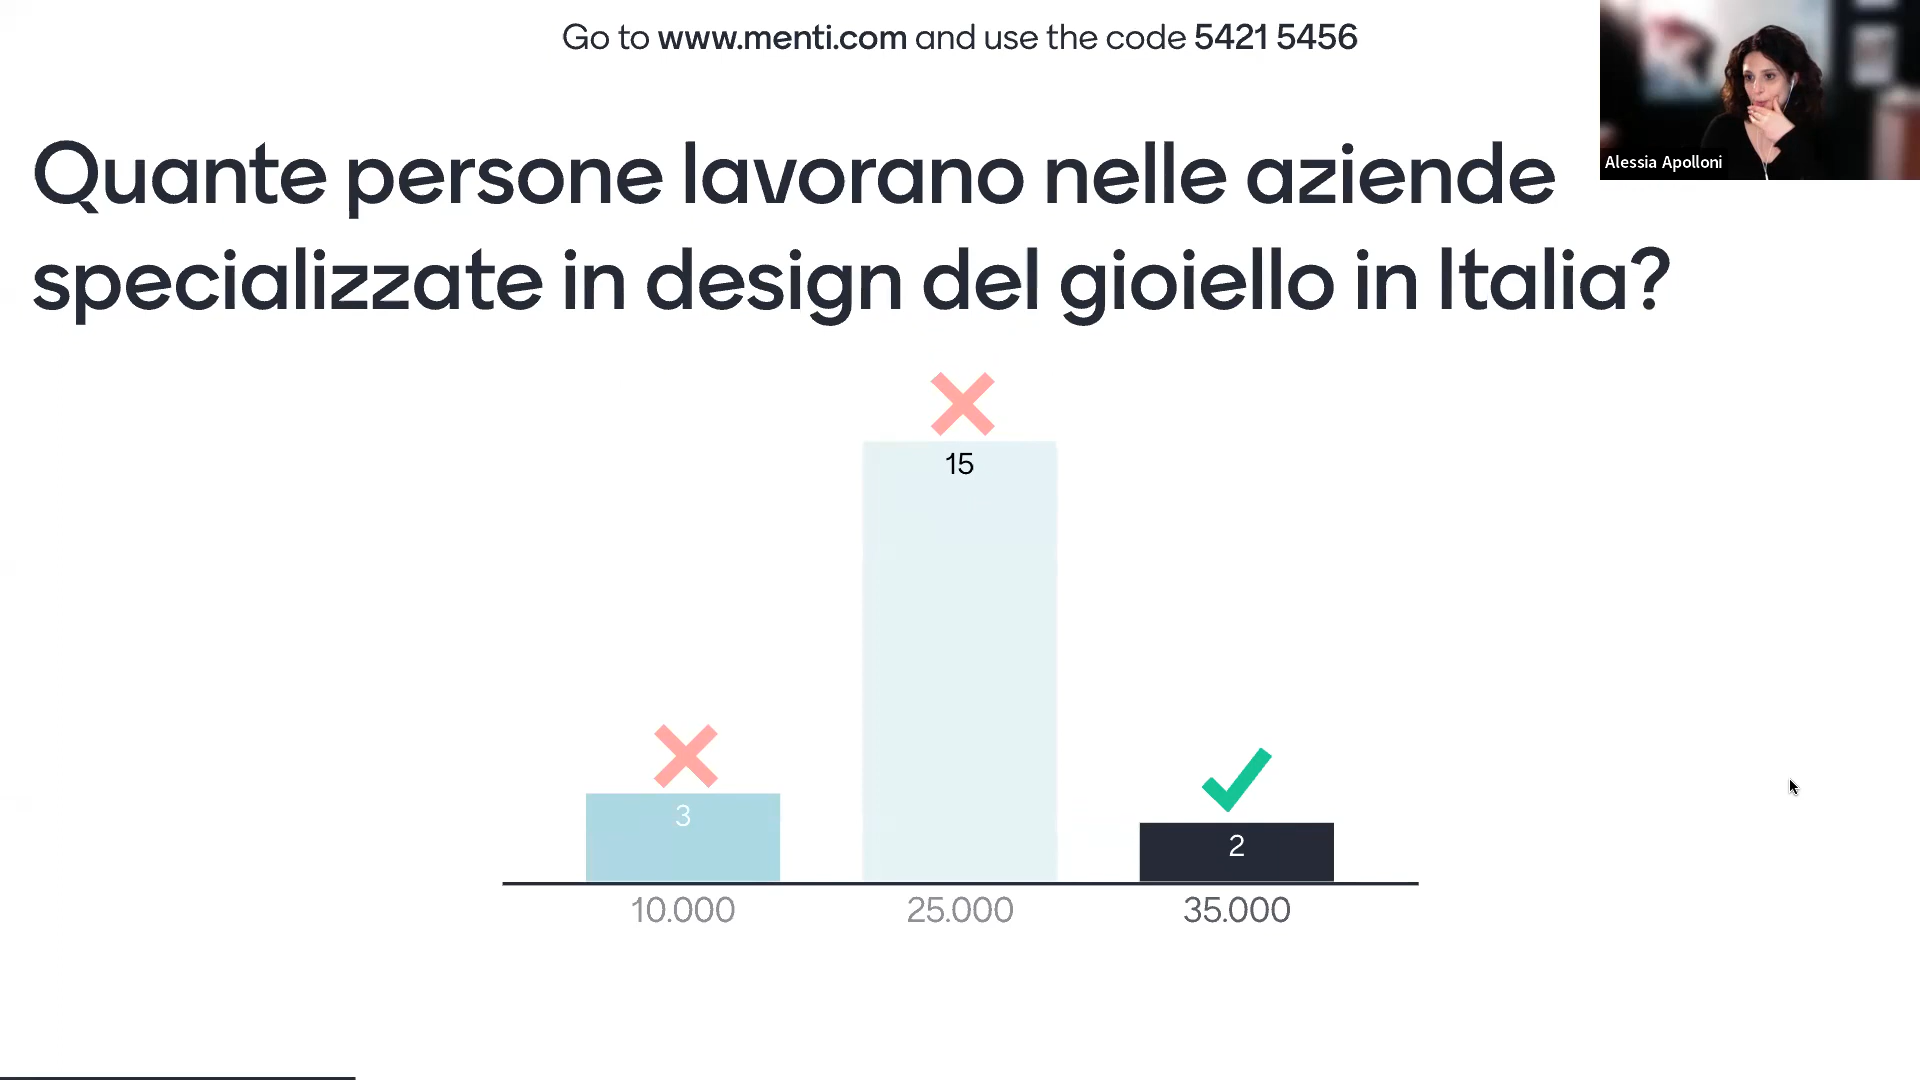 Go to www.menti.com and use the code 5421 5456
Alessia Apolloni
Quante persone lavorano nelle aziende
specializzate in design del gioiello in Italia?
15
3
2
10.000
25.000
35.000